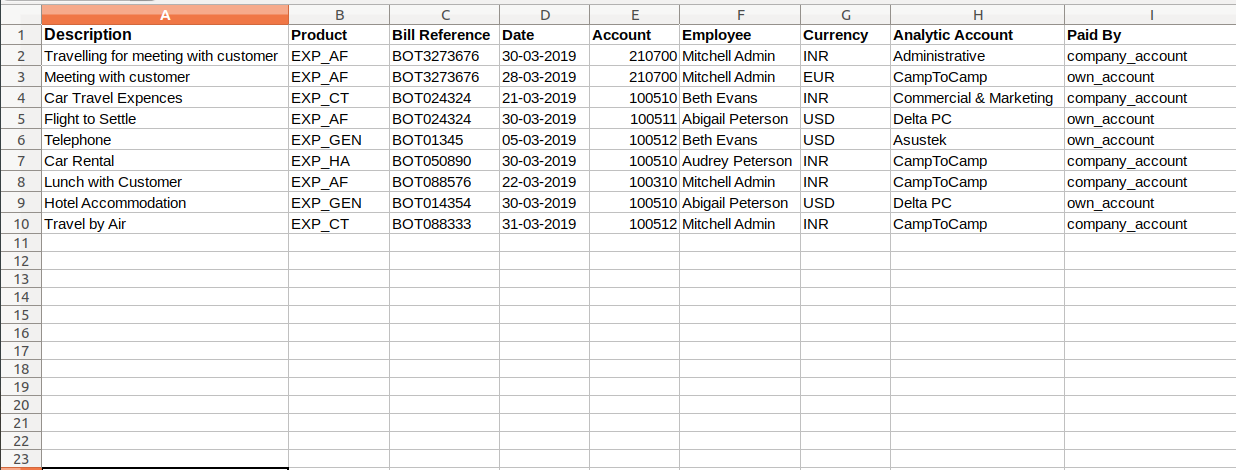 A B C D E F G H I
1 Description Product Bill Reference Date Account Employee Currency Analytic Account Paid By
2 Travelling for meeting with customer EXP_AF BOT3273676 30-03-2019 210700 Mitchell Admin INR Administrative company_account
3 Meeting with customer EXP_AF BOT3273676 28-03-2019 210700 Mitchell Admin EUR CampToCamp own_account
4 Car Travel Expences EXP_CT BOT024324 21-03-2019 100510 Beth Evans INR Commercial & Marketing company_account
5 Flight to Settle EXP_AF BOT024324 30-03-2019 100511 Abigail Peterson USD Delta PC own_account
6 Telephone EXP_GEN BOT01345 05-03-2019 100512 Beth Evans USD Asustek own_account
7 Car Rental EXP_HA BOT050890 30-03-2019 100510 Audrey Peterson INR CampToCamp company_account
8 Lunch with Customer EXP_AF BOT088576 22-03-2019 100310 Mitchell Admin INR CampToCamp company_account
9 Hotel Accommodation EXP_GEN BOT014354 30-03-2019 100510 Abigail Peterson USD Delta PC own_account
10 Travel by Air EXP_CT BOT088333 31-03-2019 100512 Mitchell Admin INR CampToCamp company_account
11
12
13
14
15
16
17
18
19
20
21
22
23